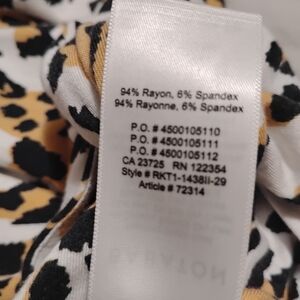 94% Rayon, 6% Spandex
94% Rayonne, 6% Spandex
P.O. # 4500105110
P.O. # 4500105111
P.O. # 4500105112
CA 23725 RN 122354
Style # RKT1-1438II-29
Article # 72314